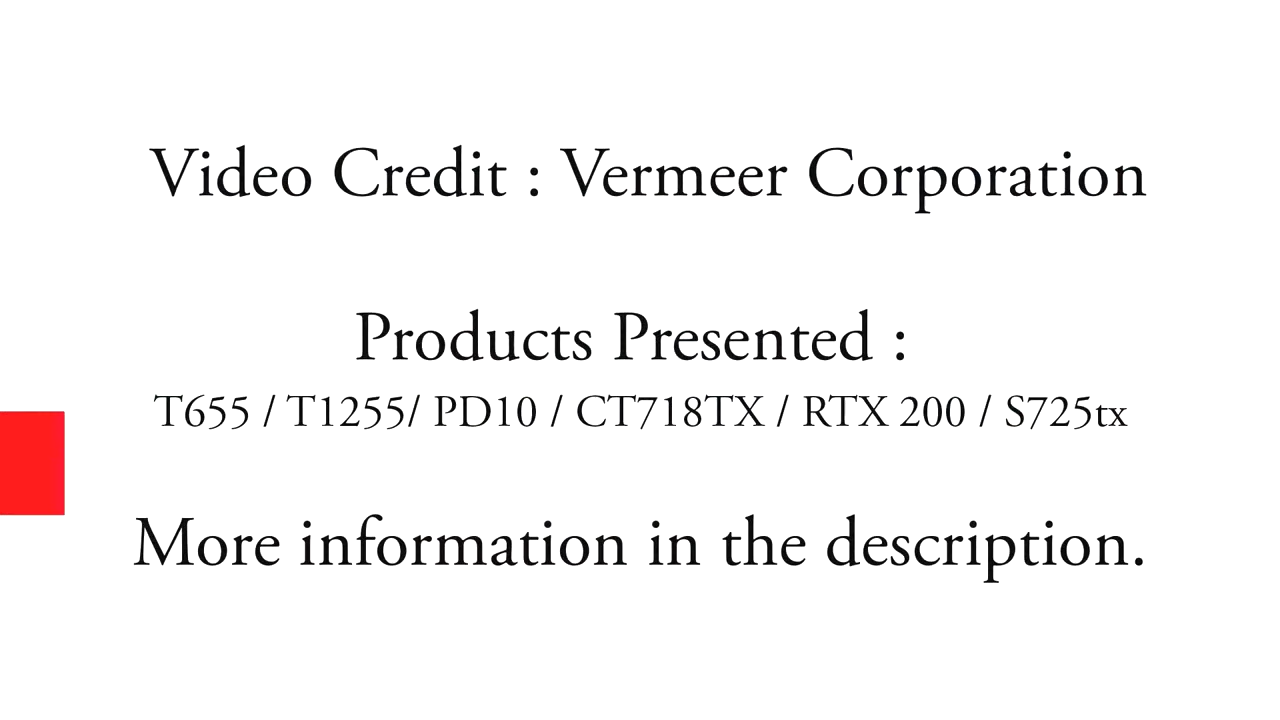 Video Credit : Vermeer Corporation
Products Presented :
T655 / T1255/ PD10 / CT718TX / RTX 200 / S725tx
More information in the description.